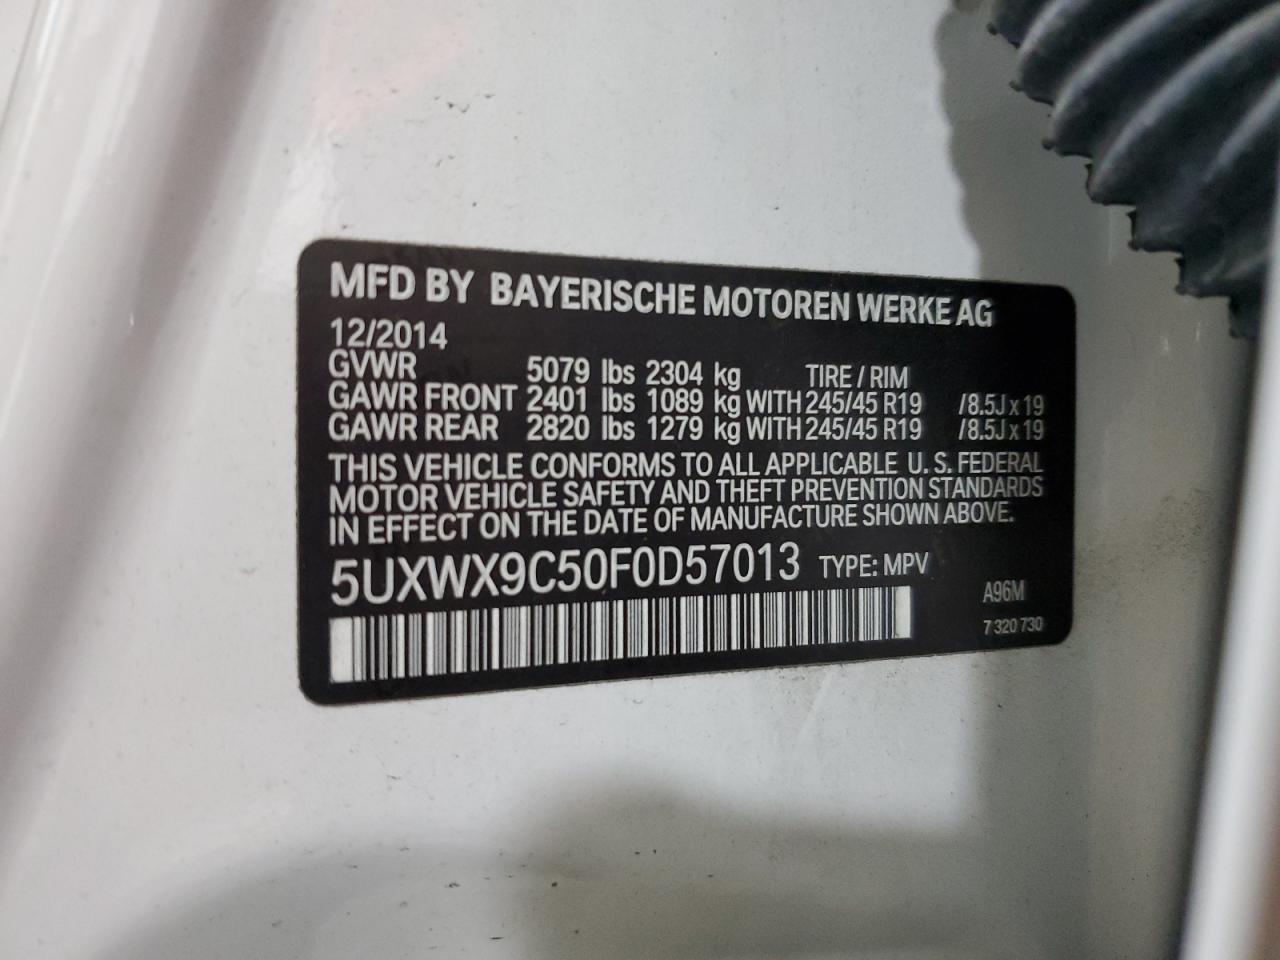 MFD BY BAYERISCHE MOTOREN WERKE AG
12/2014
GVWR 5079 lbs 2304 kg TIRE / RIM
GAWR FRONT 2401 lbs 1089 kg WITH 245/45 R19 /8.5J x 19
GAWR REAR 2820 lbs 1279 kg WITH 245/45 R19 /8.5J x 19
THIS VEHICLE CONFORMS TO ALL APPLICABLE U. S. FEDERAL
MOTOR VEHICLE SAFETY AND THEFT PREVENTION STANDARDS
IN EFFECT ON THE DATE OF MANUFACTURE SHOWN ABOVE.
5UXWX9C50F0D57013 TYPE: MPV
A96M
7 320 730